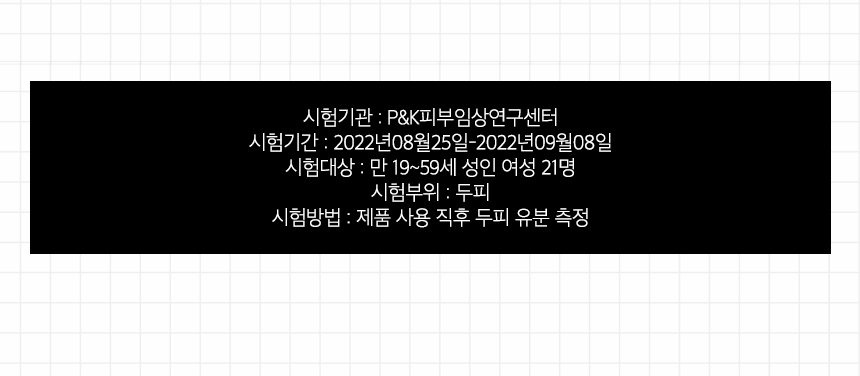 시험기관 : P&K피부임상연구센터
시험기간 : 2022년08월25일-2022년09월08일
시험대상 : 만 19~59세 성인 여성 21명
시험부위 : 두피
시험방법 : 제품 사용 직후 두피 유분 측정